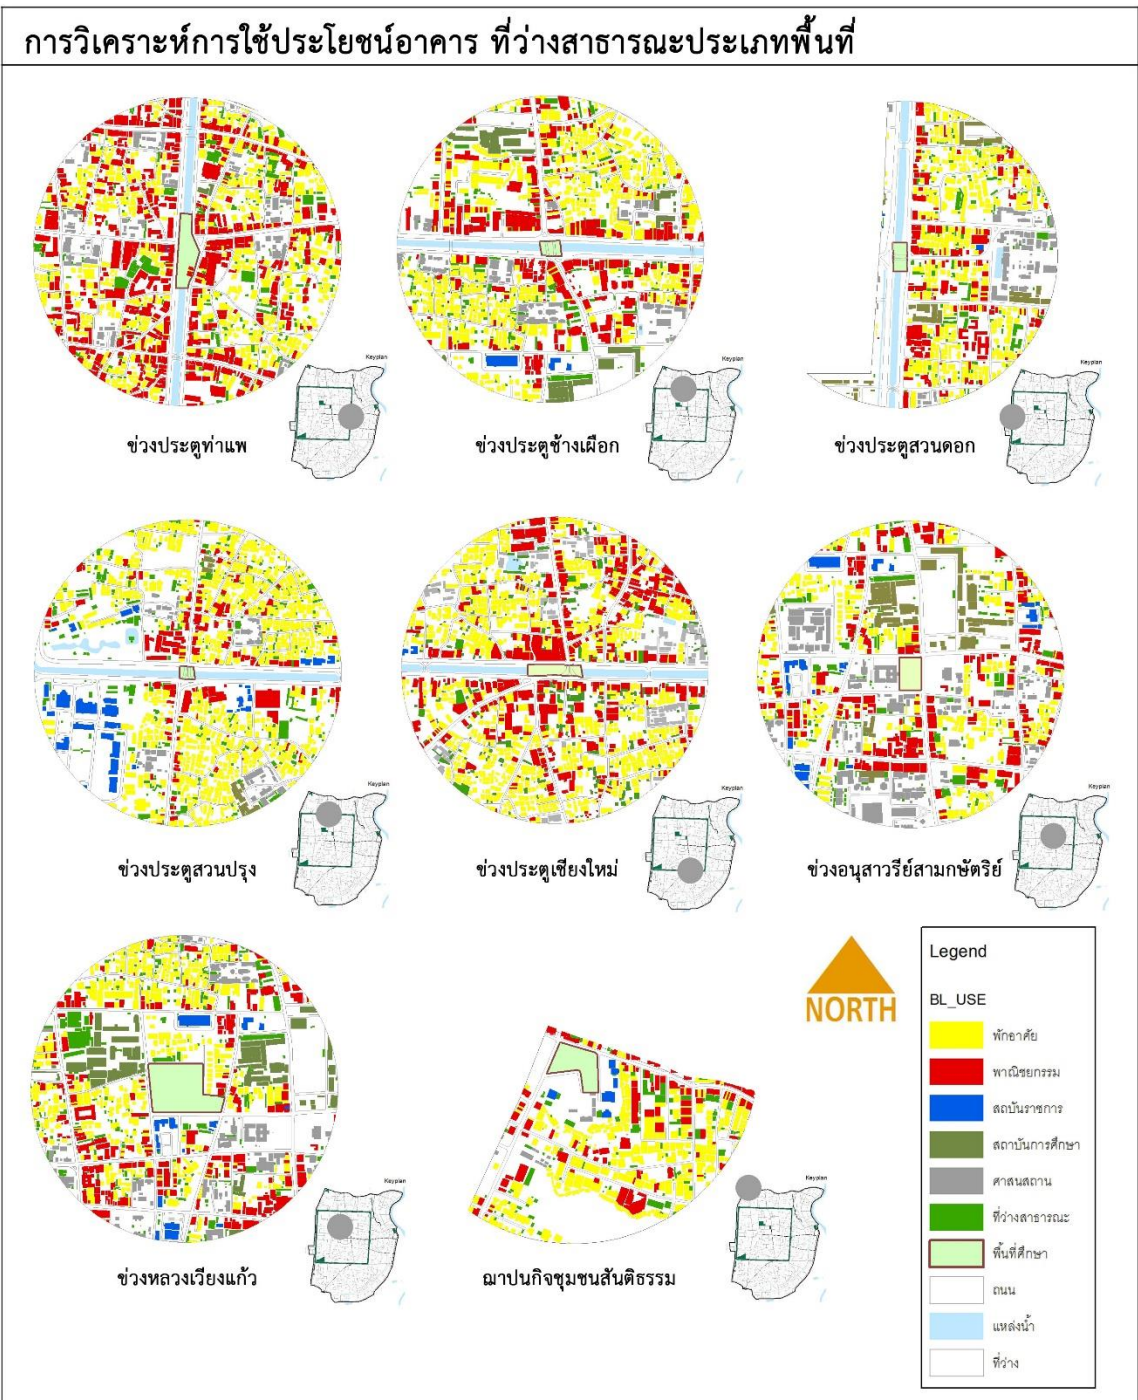 การวิเคราะห์การใช้ประโยชน์อาคาร ที่ว่างสาธารณะประเภทพื้นที่
Keyplan
Keyplan
Keyplan
ข่วงประตูท่าแพ
ข่วงประตูช้างเผือก
ข่วงประตูสวนดอก
Keyplan
Keyplan
Keyplan
ข่วงประตูสวนปรุง
ข่วงประตูเชียงใหม่
ข่วงอนุสาวรีย์สามกษัตริย์
Keyplan
Keyplan
ข่วงหลวงเวียงแก้ว
ฌาปนกิจชุมชนสันติธรรม
NORTH
Legend
BL_USE
พักอาศัย
พาณิชยกรรม
สถบันราชการ
สถาบันการศึกษา
ศาสนสถาน
ที่ว่างสาธารณะ
พื้นที่ศึกษา
ถนน
แหล่งน้ำ
ที่ว่าง